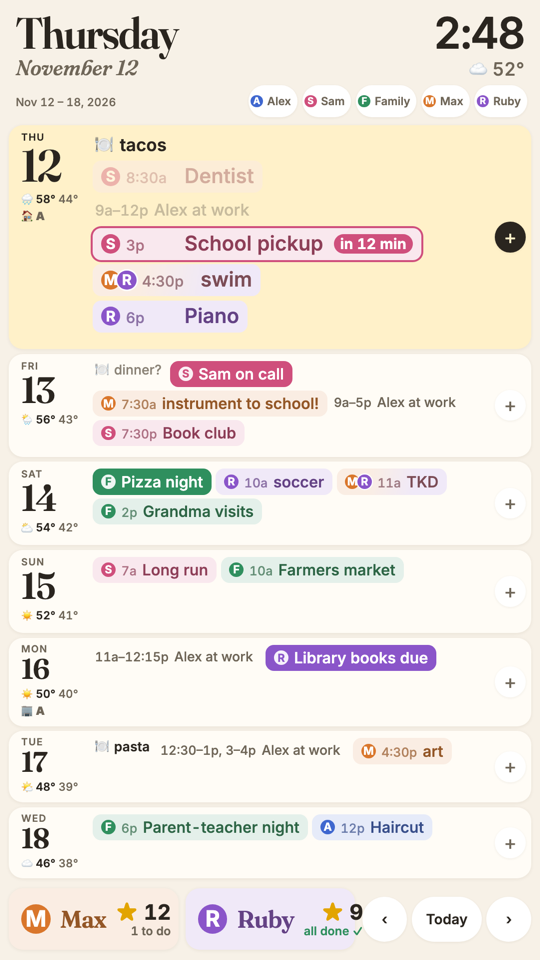 Thursday
2:48
November 12
52°
Nov 12 – 18, 2026
A Alex S Sam F Family M Max R Ruby
THU
12
58° 44°
A
tacos
S 8:30a Dentist
9a–12p Alex at work
S 3p School pickup in 12 min
M R 4:30p swim
R 6p Piano
+
FRI
13
56° 43°
dinner? S Sam on call
M 7:30a instrument to school! 9a–5p Alex at work
S 7:30p Book club
+
SAT
14
54° 42°
F Pizza night R 10a soccer M R 11a TKD
F 2p Grandma visits
+
SUN
15
52° 41°
S 7a Long run F 10a Farmers market
+
MON
16
50° 40°
A
11a–12:15p Alex at work R Library books due
+
TUE
17
48° 39°
pasta 12:30–1p, 3–4p Alex at work M 4:30p art
+
WED
18
46° 38°
F 6p Parent-teacher night A 12p Haircut
+
M Max 12
1 to do
R Ruby 9
all done ✓
‹ Today ›